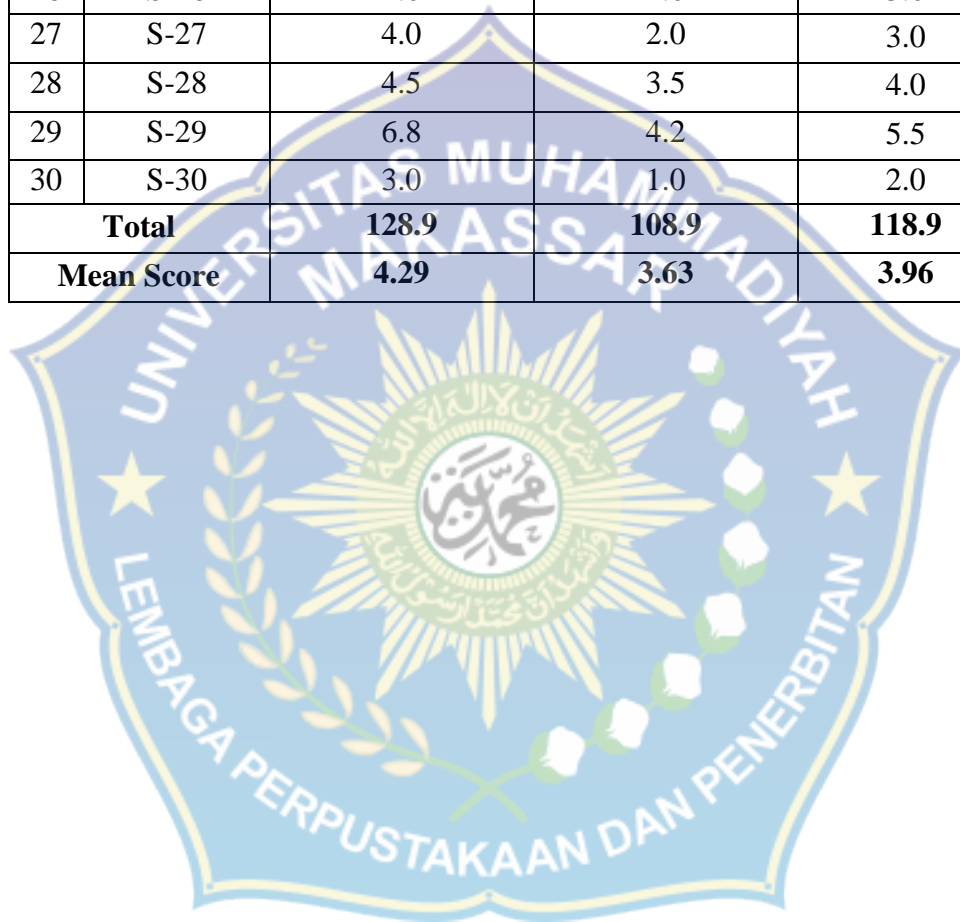 27 S-27 4.0 2.0 3.0
28 S-28 4.5 3.5 4.0
29 S-29 6.8 4.2 5.5
30 S-30 3.0 1.0 2.0
Total 128.9 108.9 118.9
Mean Score 4.29 3.63 3.96
UNIVERSITAS MUHAMMADIYAH
MAKASSAR
محمد
LEMBAGA PERPUSTAKAAN DAN PENERBITAN